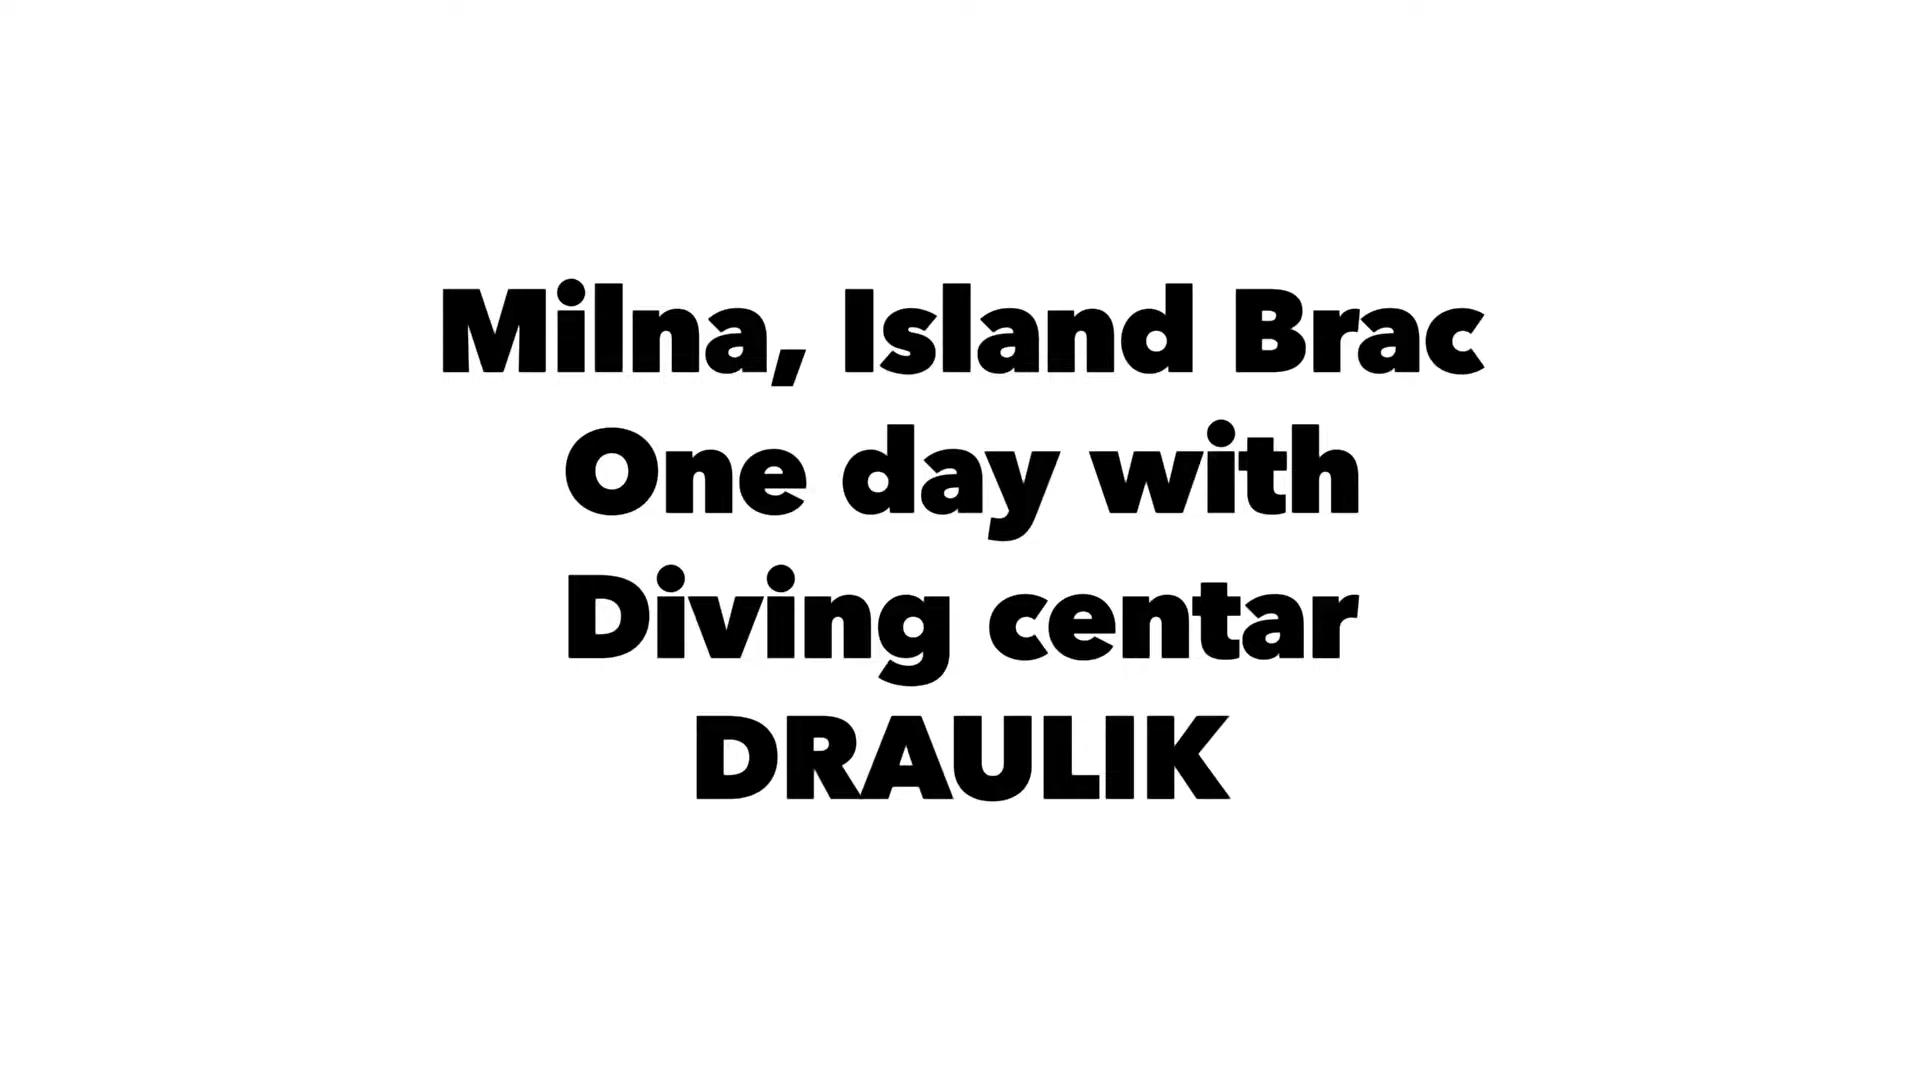 Milna, Island Brac
One day with
Diving centar
DRAULIK